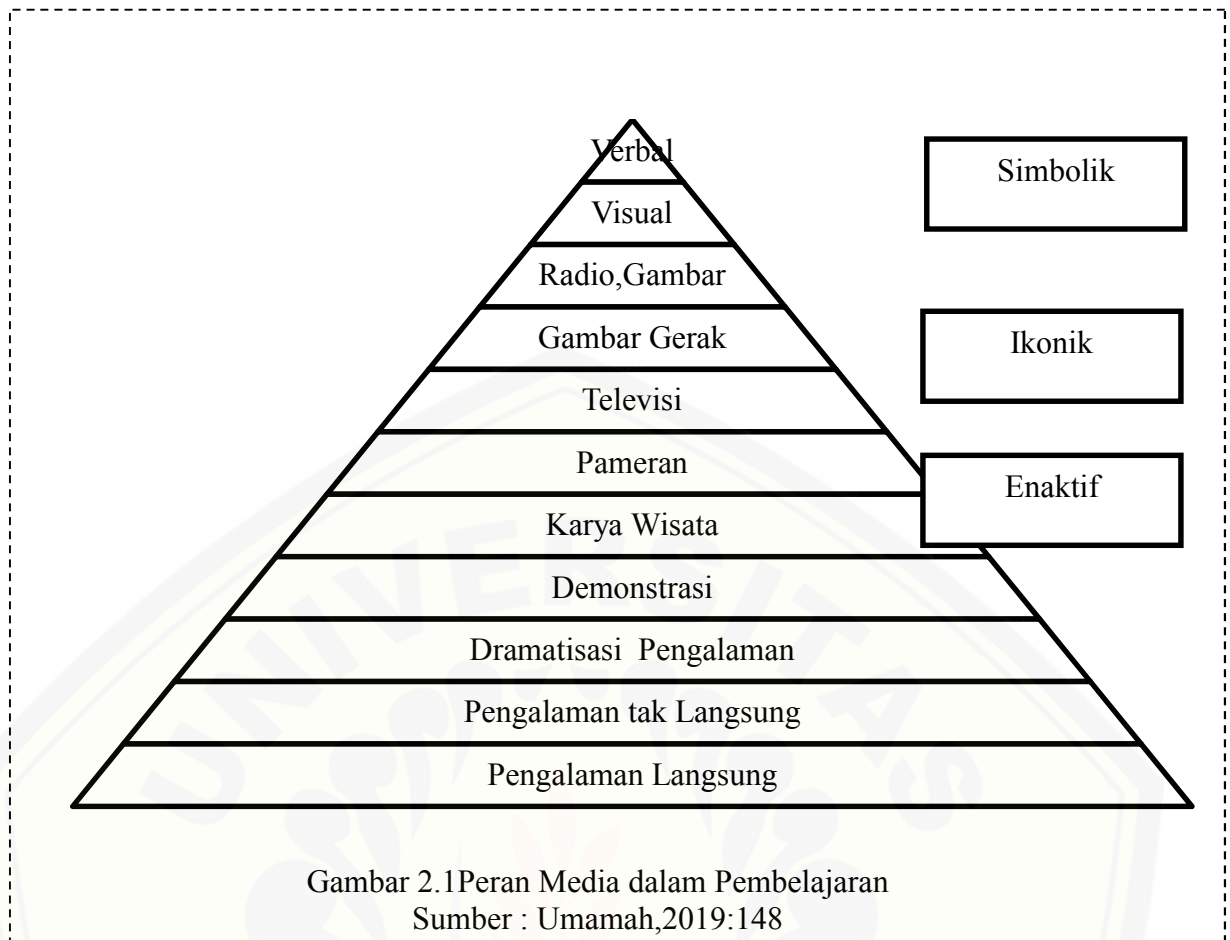 Verbal
Visual
Radio,Gambar
Gambar Gerak
Televisi
Pameran
Karya Wisata
Demonstrasi
Dramatisasi  Pengalaman
Pengalaman tak Langsung
Pengalaman Langsung
Simbolik
Ikonik
Enaktif
Gambar 2.1Peran Media dalam Pembelajaran
Sumber : Umamah,2019:148
UNIVERSITAS